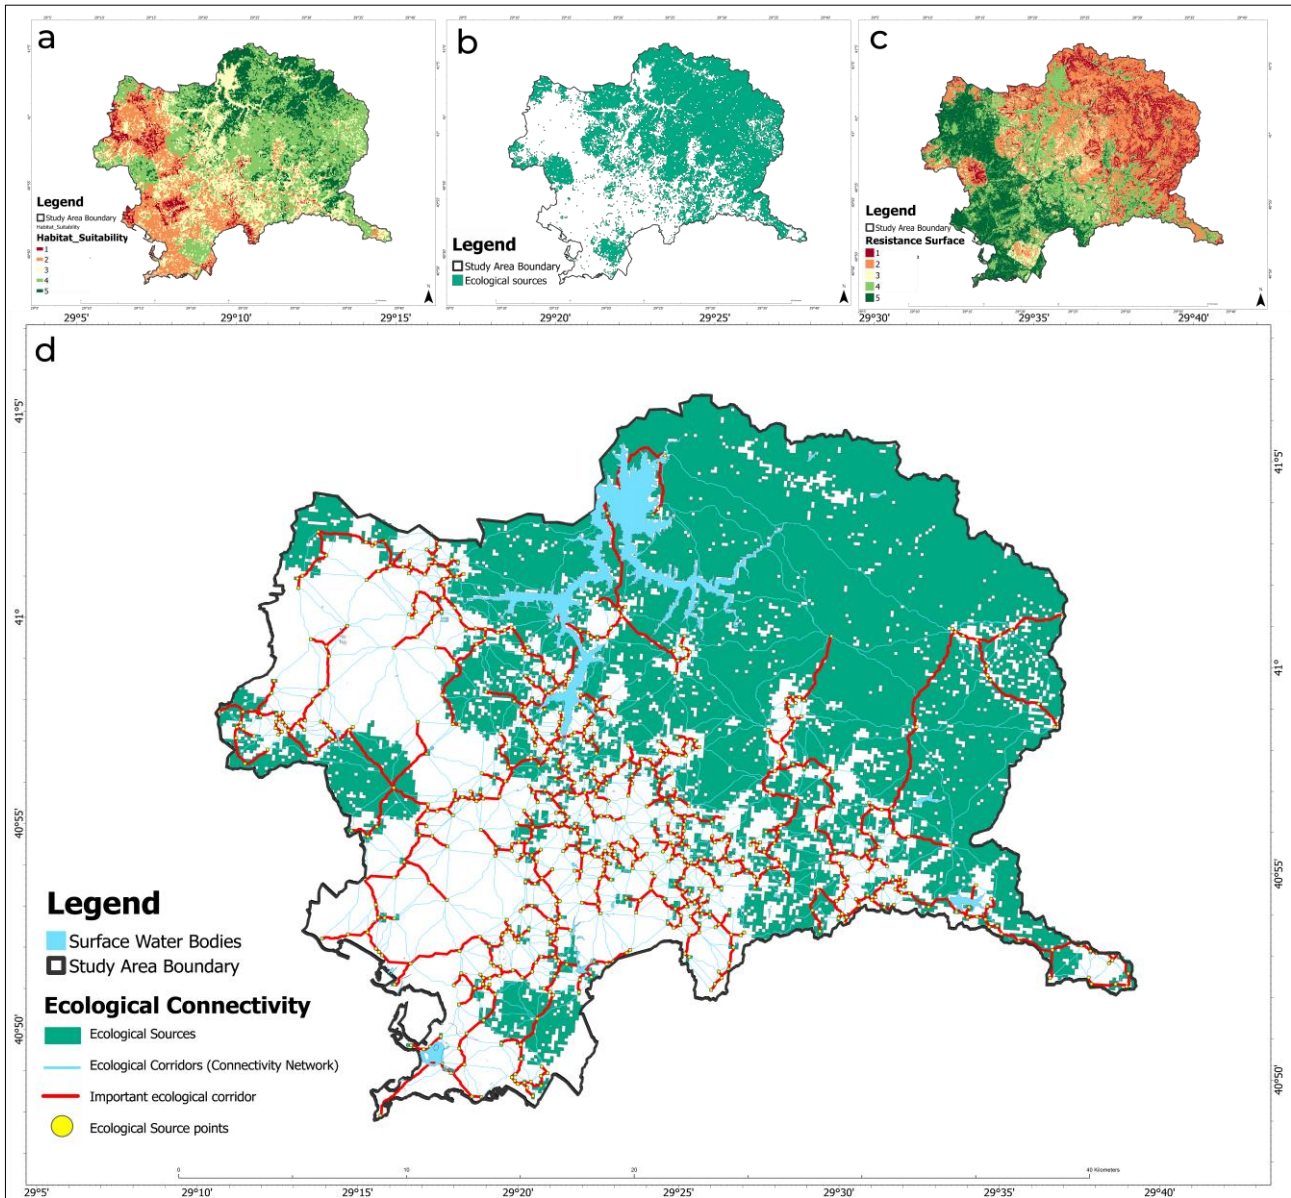 a
Legend
Study Area Boundary
Habitat_Suitability
Habitat_Suitability
1
2
3
4
5
N
b
Legend
Study Area Boundary
Ecological sources
N
c
Legend
Study Area Boundary
Resistance Surface
1
2
3
4
5
N
29°5' 29°10' 29°15' 29°20' 29°25' 29°30' 29°35' 29°40'
d
41°5'
41°
40°55'
40°50'
41°5'
41°
40°55'
40°50'
Legend
Surface Water Bodies
Study Area Boundary
Ecological Connectivity
Ecological Sources
Ecological Corridors (Connectivity Network)
Important ecological corridor
Ecological Source points
0 10 20 40 Kilometers
29°5' 29°10' 29°15' 29°20' 29°25' 29°30' 29°35' 29°40'